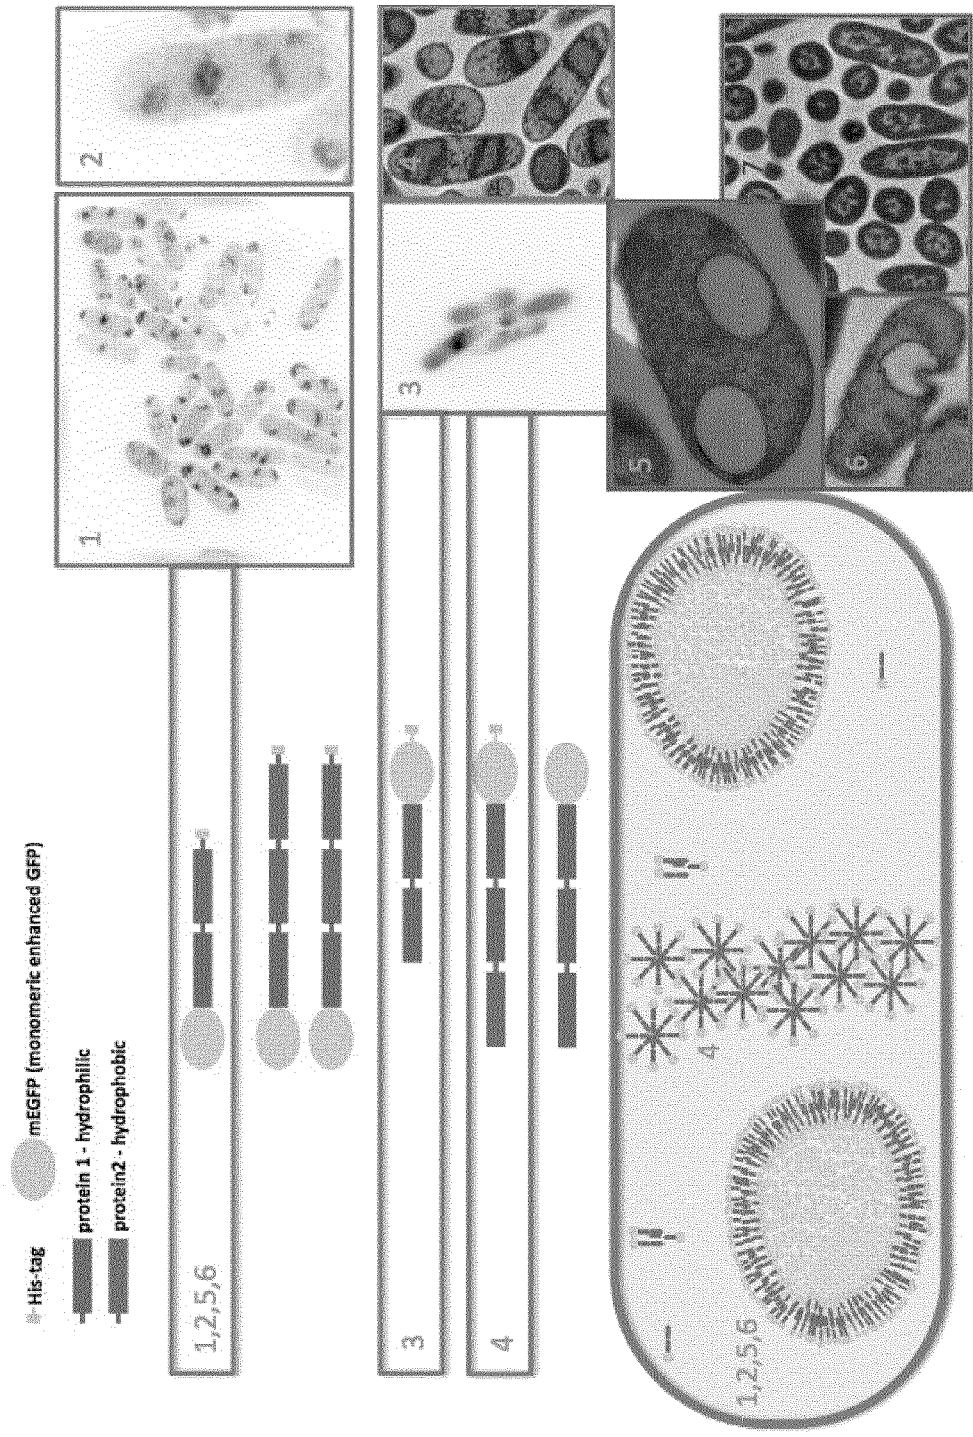 His-tag
mEGFP (monomeric enhanced GFP)
protein 1 - hydrophilic
protein2 - hydrophobic
1,2,5,6
1
2
3
3
4
5
6
7
1,2,5,6
4